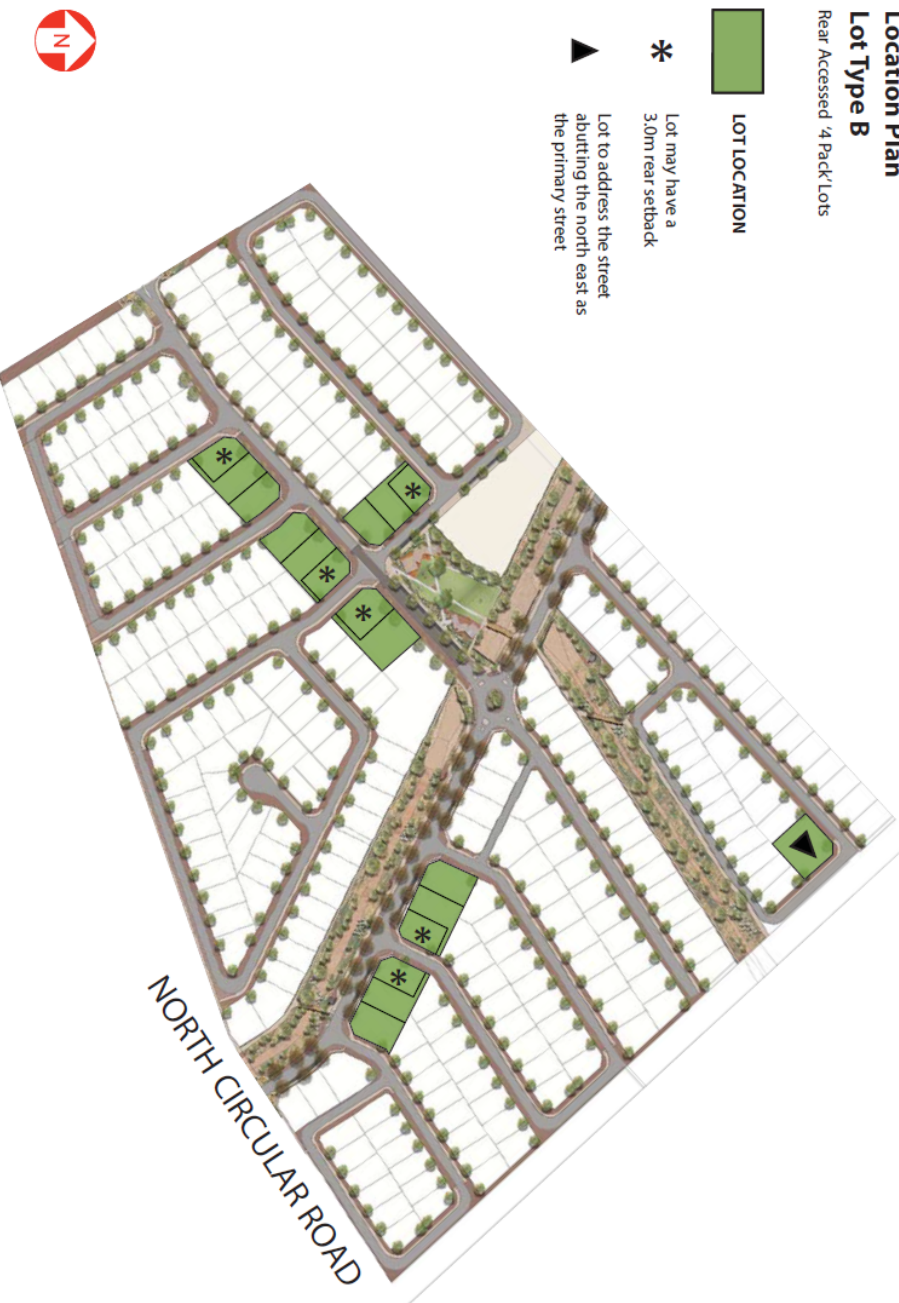 Location Plan
Lot Type B
Rear Accessed '4 Pack' Lots
LOT LOCATION
*
Lot may have a
3.0m rear setback
Lot to address the street
abutting the north east as
the primary street
N
*
*
*
*
*
*
NORTH CIRCULAR ROAD